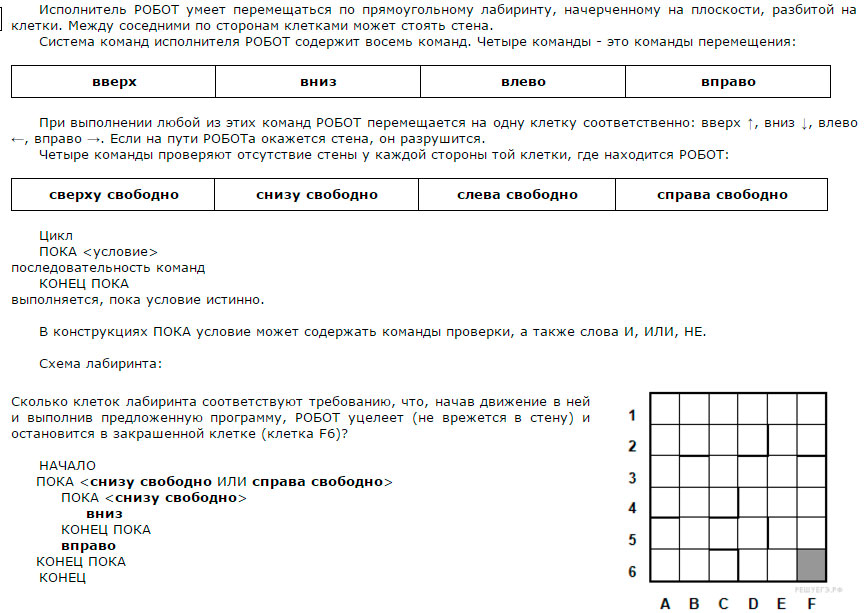 Исполнитель РОБОТ умеет перемещаться по прямоугольному лабиринту, начерченному на плоскости, разбитой на
клетки. Между соседними по сторонам клетками может стоять стена.
Система команд исполнителя РОБОТ содержит восемь команд. Четыре команды - это команды перемещения:
вверх вниз влево вправо
При выполнении любой из этих команд РОБОТ перемещается на одну клетку соответственно: вверх ↑, вниз ↓, влево
←, вправо →. Если на пути РОБОТа окажется стена, он разрушится.
Четыре команды проверяют отсутствие стены у каждой стороны той клетки, где находится РОБОТ:
сверху свободно снизу свободно слева свободно справа свободно
Цикл
ПОКА <условие>
последовательность команд
КОНЕЦ ПОКА
выполняется, пока условие истинно.
В конструкциях ПОКА условие может содержать команды проверки, а также слова И, ИЛИ, НЕ.
Схема лабиринта:
Сколько клеток лабиринта соответствуют требованию, что, начав движение в ней
и выполнив предложенную программу, РОБОТ уцелеет (не врежется в стену) и
остановится в закрашенной клетке (клетка F6)?
НАЧАЛО
ПОКА <снизу свободно ИЛИ справа свободно>
ПОКА <снизу свободно>
вниз
КОНЕЦ ПОКА
вправо
КОНЕЦ ПОКА
КОНЕЦ
1
2
3
4
5
6
A B C D E F
РЕШУЕГЭ.РФ